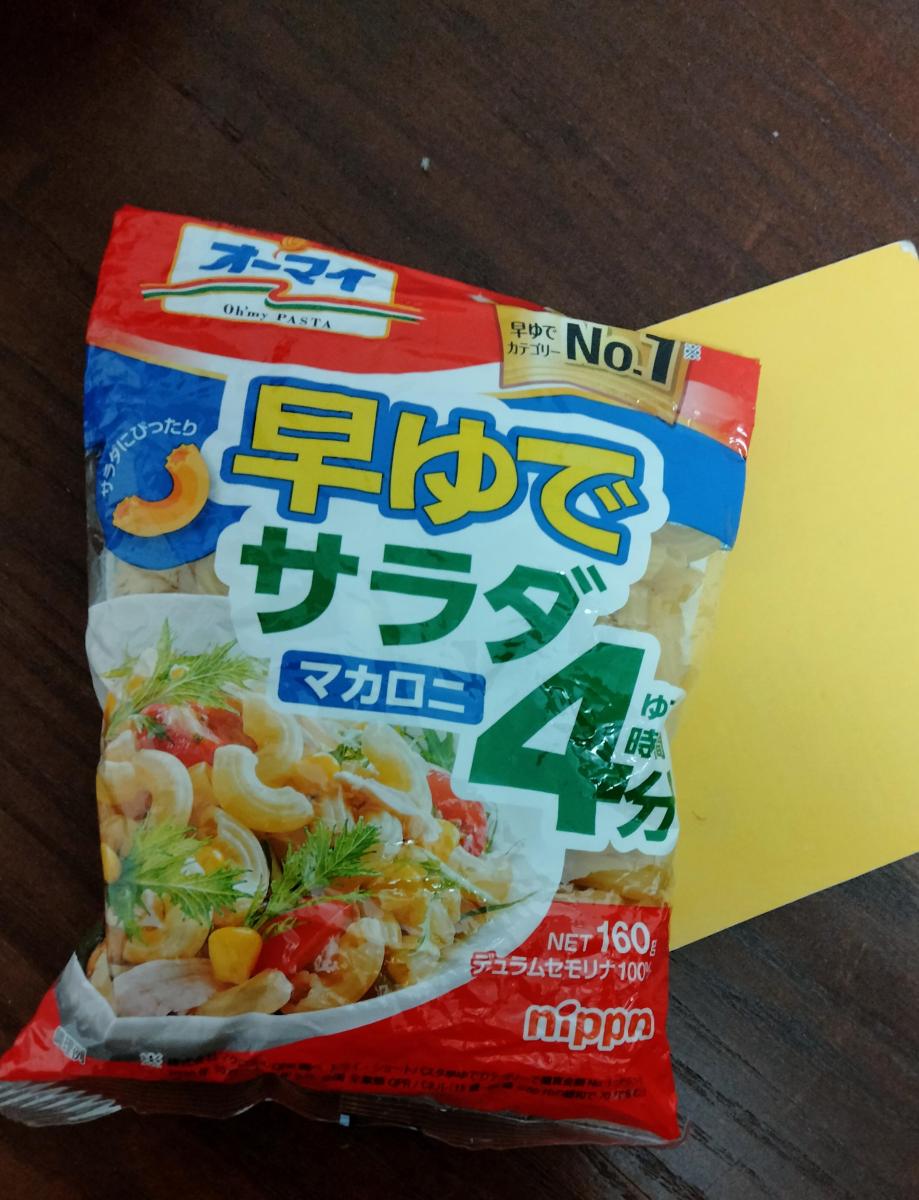 オーマイ
Oh'my PASTA
早ゆで
カテゴリー
No.1※
サラダにぴったり
早ゆで
サラダ
マカロニ
ゆ
時間
4分
NET 160g
デュラムセモリナ100%
nippn